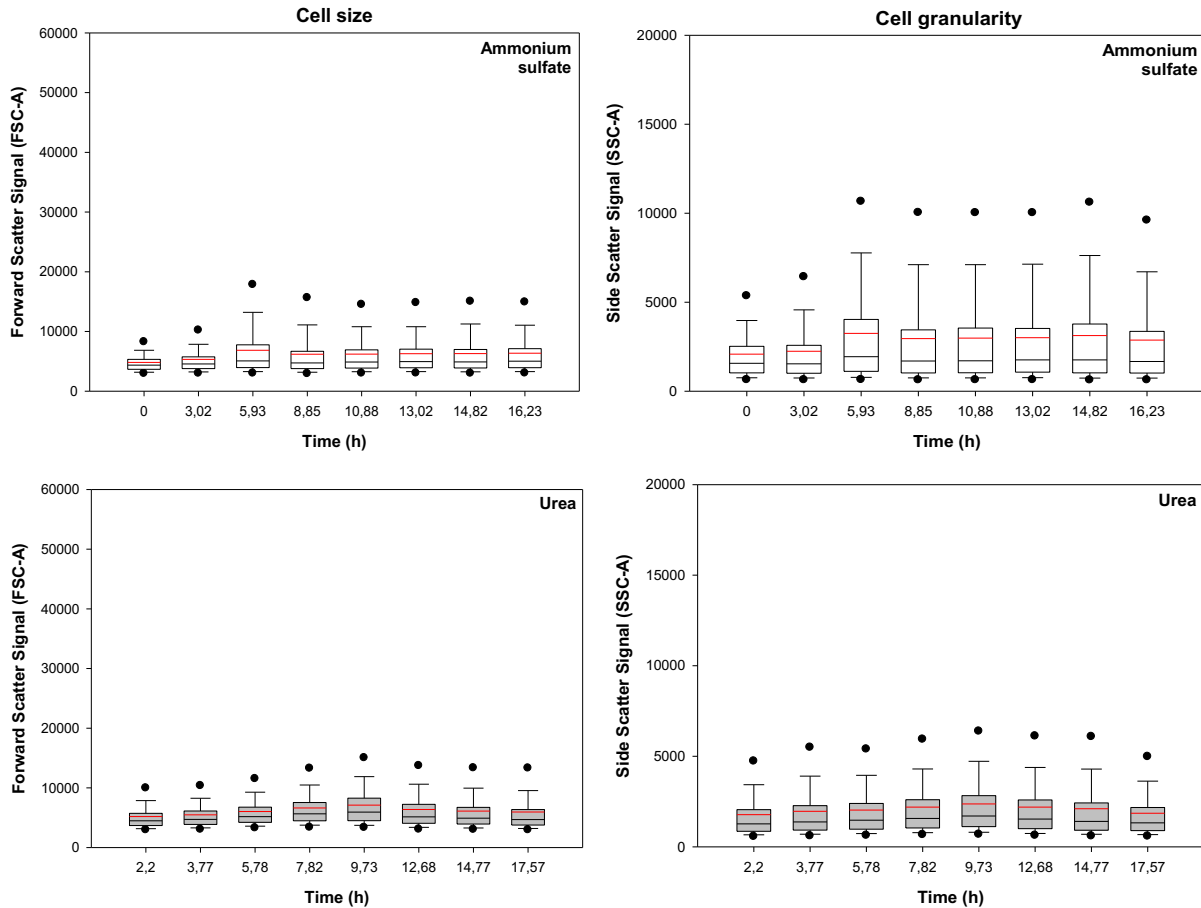 Cell size
60000
50000
40000
30000
20000
10000
0
Forward Scatter Signal (FSC-A)
Ammonium
sulfate
0 3,02 5,93 8,85 10,88 13,02 14,82 16,23
Time (h)
Cell granularity
20000
15000
10000
5000
0
Side Scatter Signal (SSC-A)
Ammonium
sulfate
0 3,02 5,93 8,85 10,88 13,02 14,82 16,23
Time (h)
60000
50000
40000
30000
20000
10000
0
Forward Scatter Signal (FSC-A)
Urea
2,2 3,77 5,78 7,82 9,73 12,68 14,77 17,57
Time (h)
20000
15000
10000
5000
0
Side Scatter Signal (SSC-A)
Urea
2,2 3,77 5,78 7,82 9,73 12,68 14,77 17,57
Time (h)